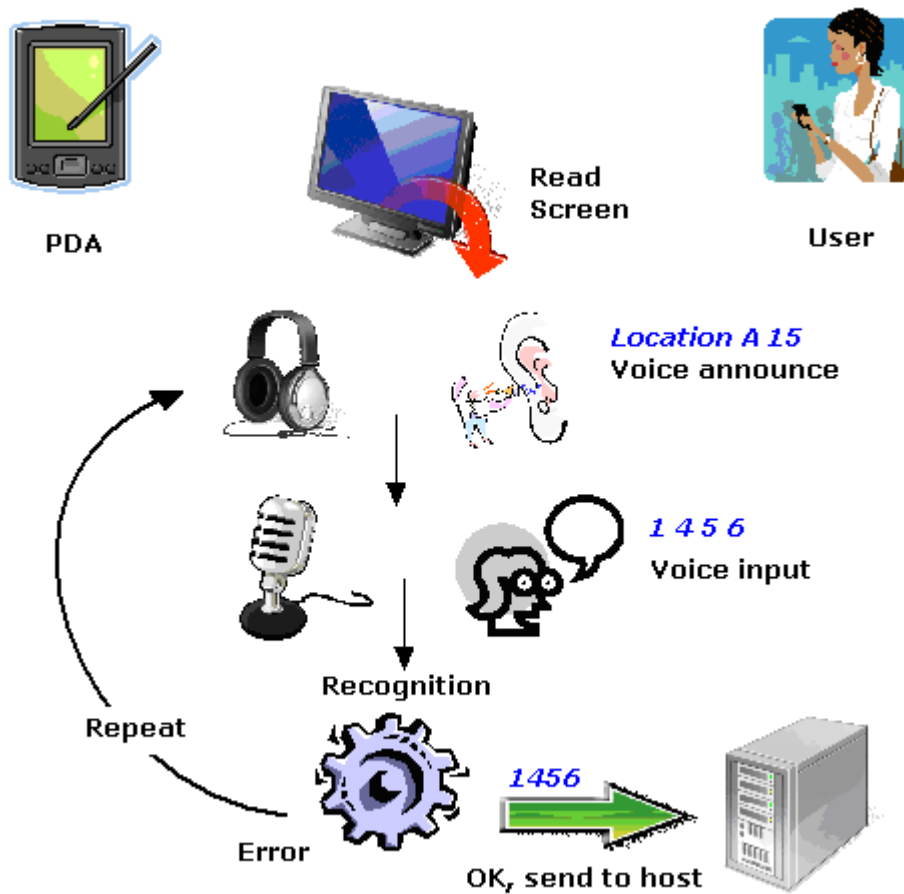 PDA
Read
Screen
User
Location A 15
Voice announce
1 4 5 6
Voice input
Recognition
Repeat
1456
Error
OK, send to host